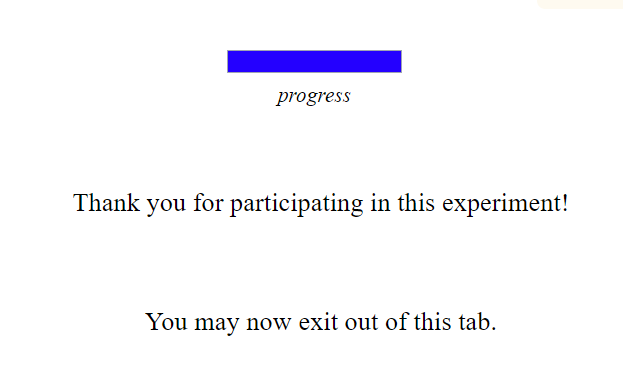 progress
Thank you for participating in this experiment!
You may now exit out of this tab.